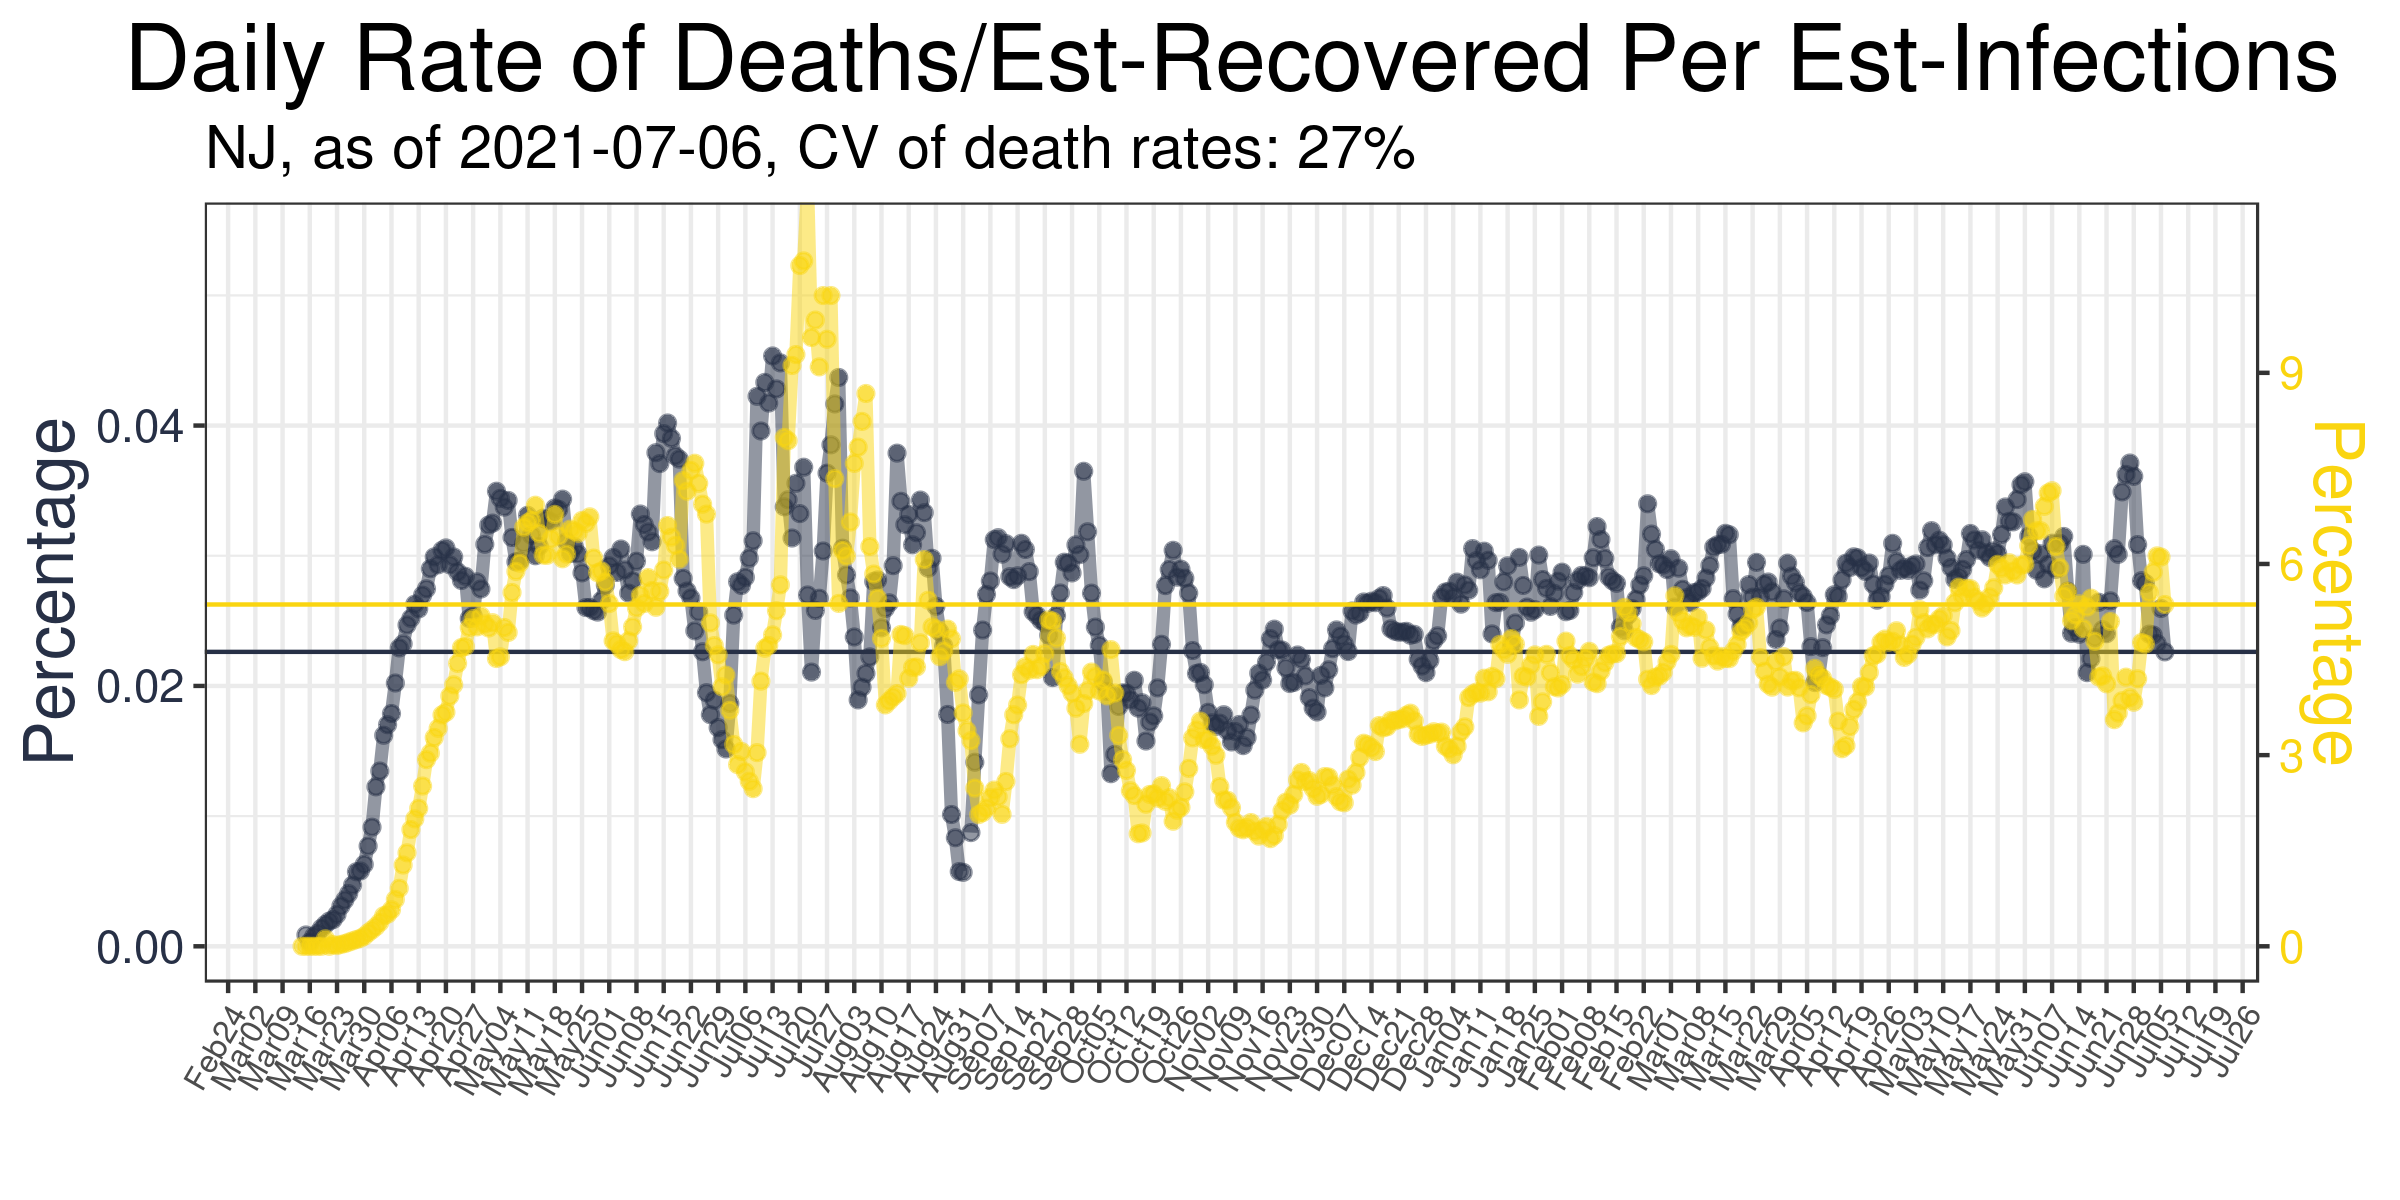 Daily Rate of Deaths/Est-Recovered Per Est-Infections
NJ, as of 2021-07-06, CV of death rates: 27%
Percentage
0.04
0.02
0.00
9
6
3
0
Percentage
Feb24
Mar02
Mar09
Mar16
Mar23
Mar30
Apr06
Apr13
Apr20
Apr27
May04
May11
May18
May25
Jun01
Jun08
Jun15
Jun22
Jun29
Jul06
Jul13
Jul20
Jul27
Aug03
Aug10
Aug17
Aug24
Aug31
Sep07
Sep14
Sep21
Sep28
Oct05
Oct12
Oct19
Oct26
Nov02
Nov09
Nov16
Nov23
Nov30
Dec07
Dec14
Dec21
Dec28
Jan04
Jan11
Jan18
Jan25
Feb01
Feb08
Feb15
Feb22
Mar01
Mar08
Mar15
Mar22
Mar29
Apr05
Apr12
Apr19
Apr26
May03
May10
May17
May24
May31
Jun07
Jun14
Jun21
Jun28
Jul05
Jul12
Jul19
Jul26